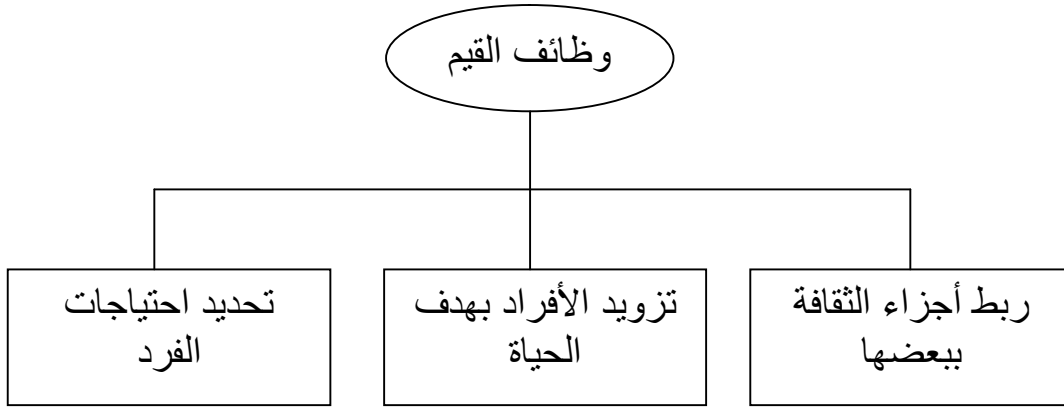 وظائف القيم
ربط أجزاء الثقافة
ببعضها
تزويد الأفراد بهدف
الحياة
تحديد احتياجات
الفرد